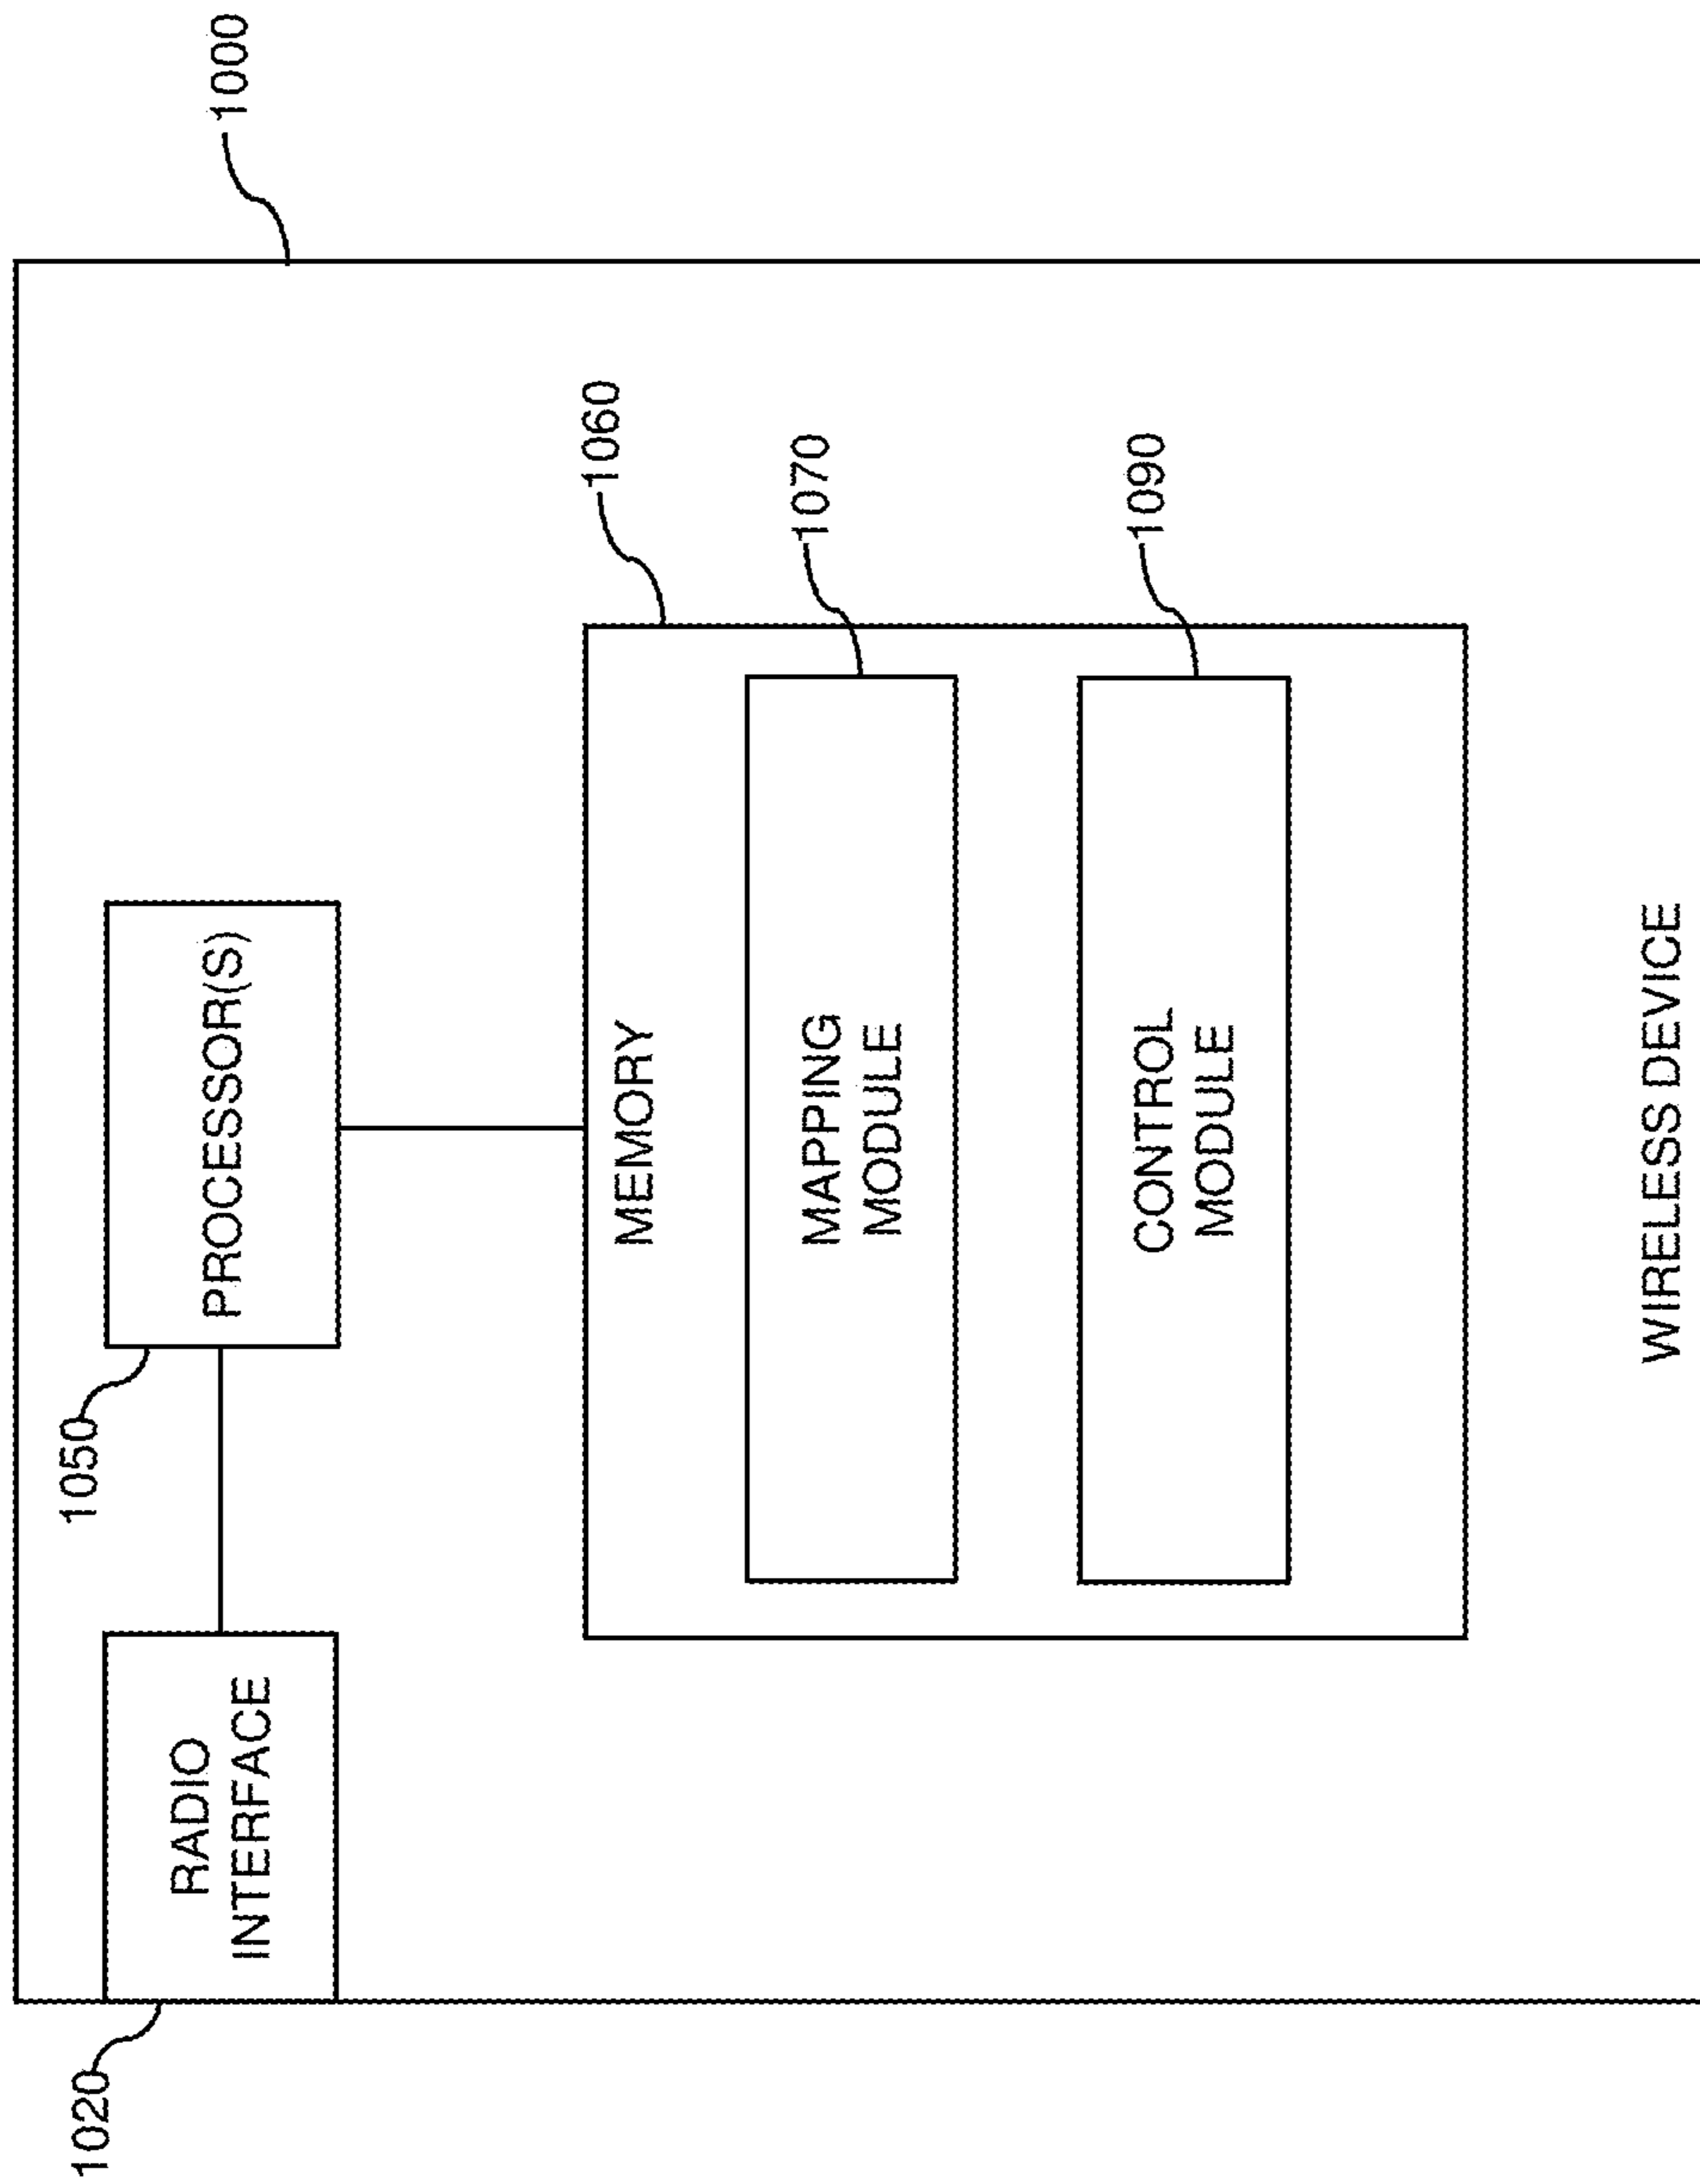 1000
1020
RADIO
INTERFACE
1050
PROCESSOR(S)
1060
MEMORY
1070
MAPPING
MODULE
1090
CONTROL
MODULE
WIRELESS DEVICE